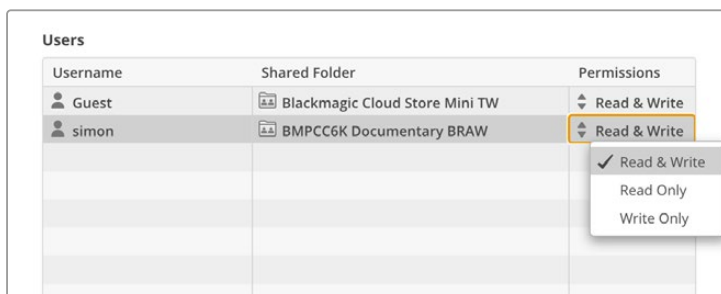 Users
Username Shared Folder Permissions
Guest Blackmagic Cloud Store Mini TW Read & Write
simon BMPCC6K Documentary BRAW Read & Write
Read & Write
Read Only
Write Only